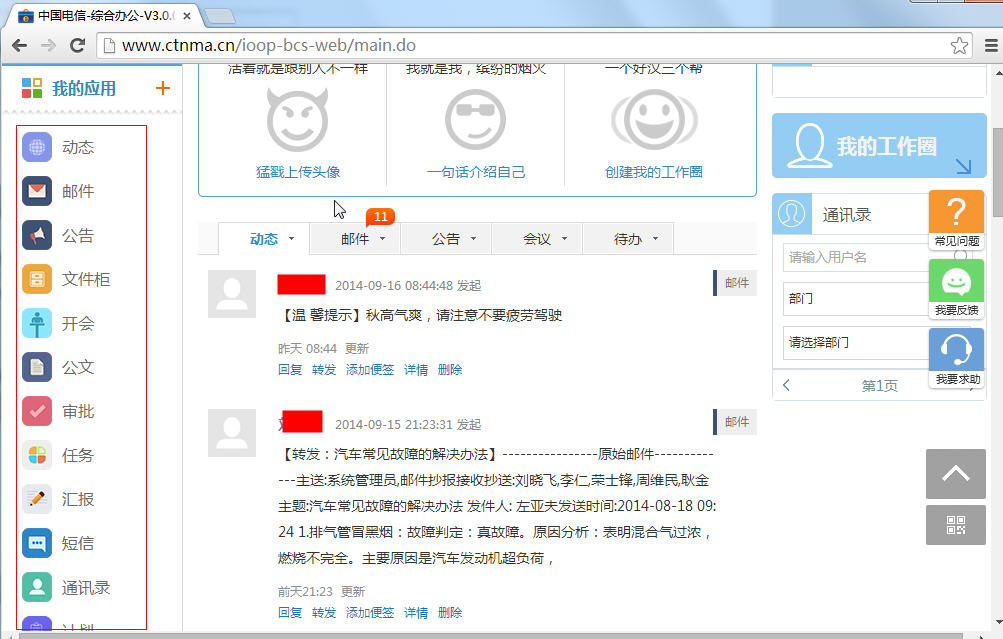 中国电信-综合办公-V3.0.
www.ctnma.cn/ioop-bcs-web/main.do
我的应用
动态
邮件
公告
文件柜
开会
公文
审批
任务
汇报
短信
通讯录
计划
活着就是跟别人不一样
我就是我，缤纷的烟火
一个好汉三个帮
猛戳上传头像
一句话介绍自己
创建我的工作圈
11
动态
邮件
公告
会议
待办
2014-09-16 08:44:48 发起
邮件
【温 馨提示】秋高气爽，请注意不要疲劳驾驶
昨天 08:44 更新
回复 转发 添加便签 详情 删除
2014-09-15 21:23:31 发起
邮件
【转发：汽车常见故障的解决办法】----------------原始邮件-----------
---主送:系统管理员,邮件抄报接收抄送:刘晓飞,李仁,荣士锋,周维民,耿金
主题:汽车常见故障的解决办法 发件人: 左亚夫发送时间:2014-08-18 09:
24 1.排气管冒黑烟：故障判定：真故障。原因分析：表明混合气过浓，
燃烧不完全。主要原因是汽车发动机超负荷，
前天21:23 更新
回复 转发 添加便签 详情 删除
我的工作圈
通讯录
请输入用户名
部门
请选择部门
第1页
?
常见问题
我要反馈
我要求助